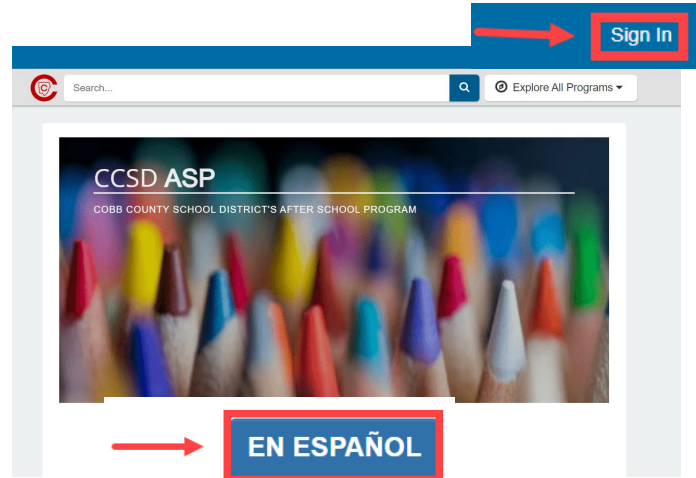 Sign In
C
Search...
Explore All Programs
CCSD ASP
COBB COUNTY SCHOOL DISTRICT'S AFTER SCHOOL PROGRAM
EN ESPAÑOL